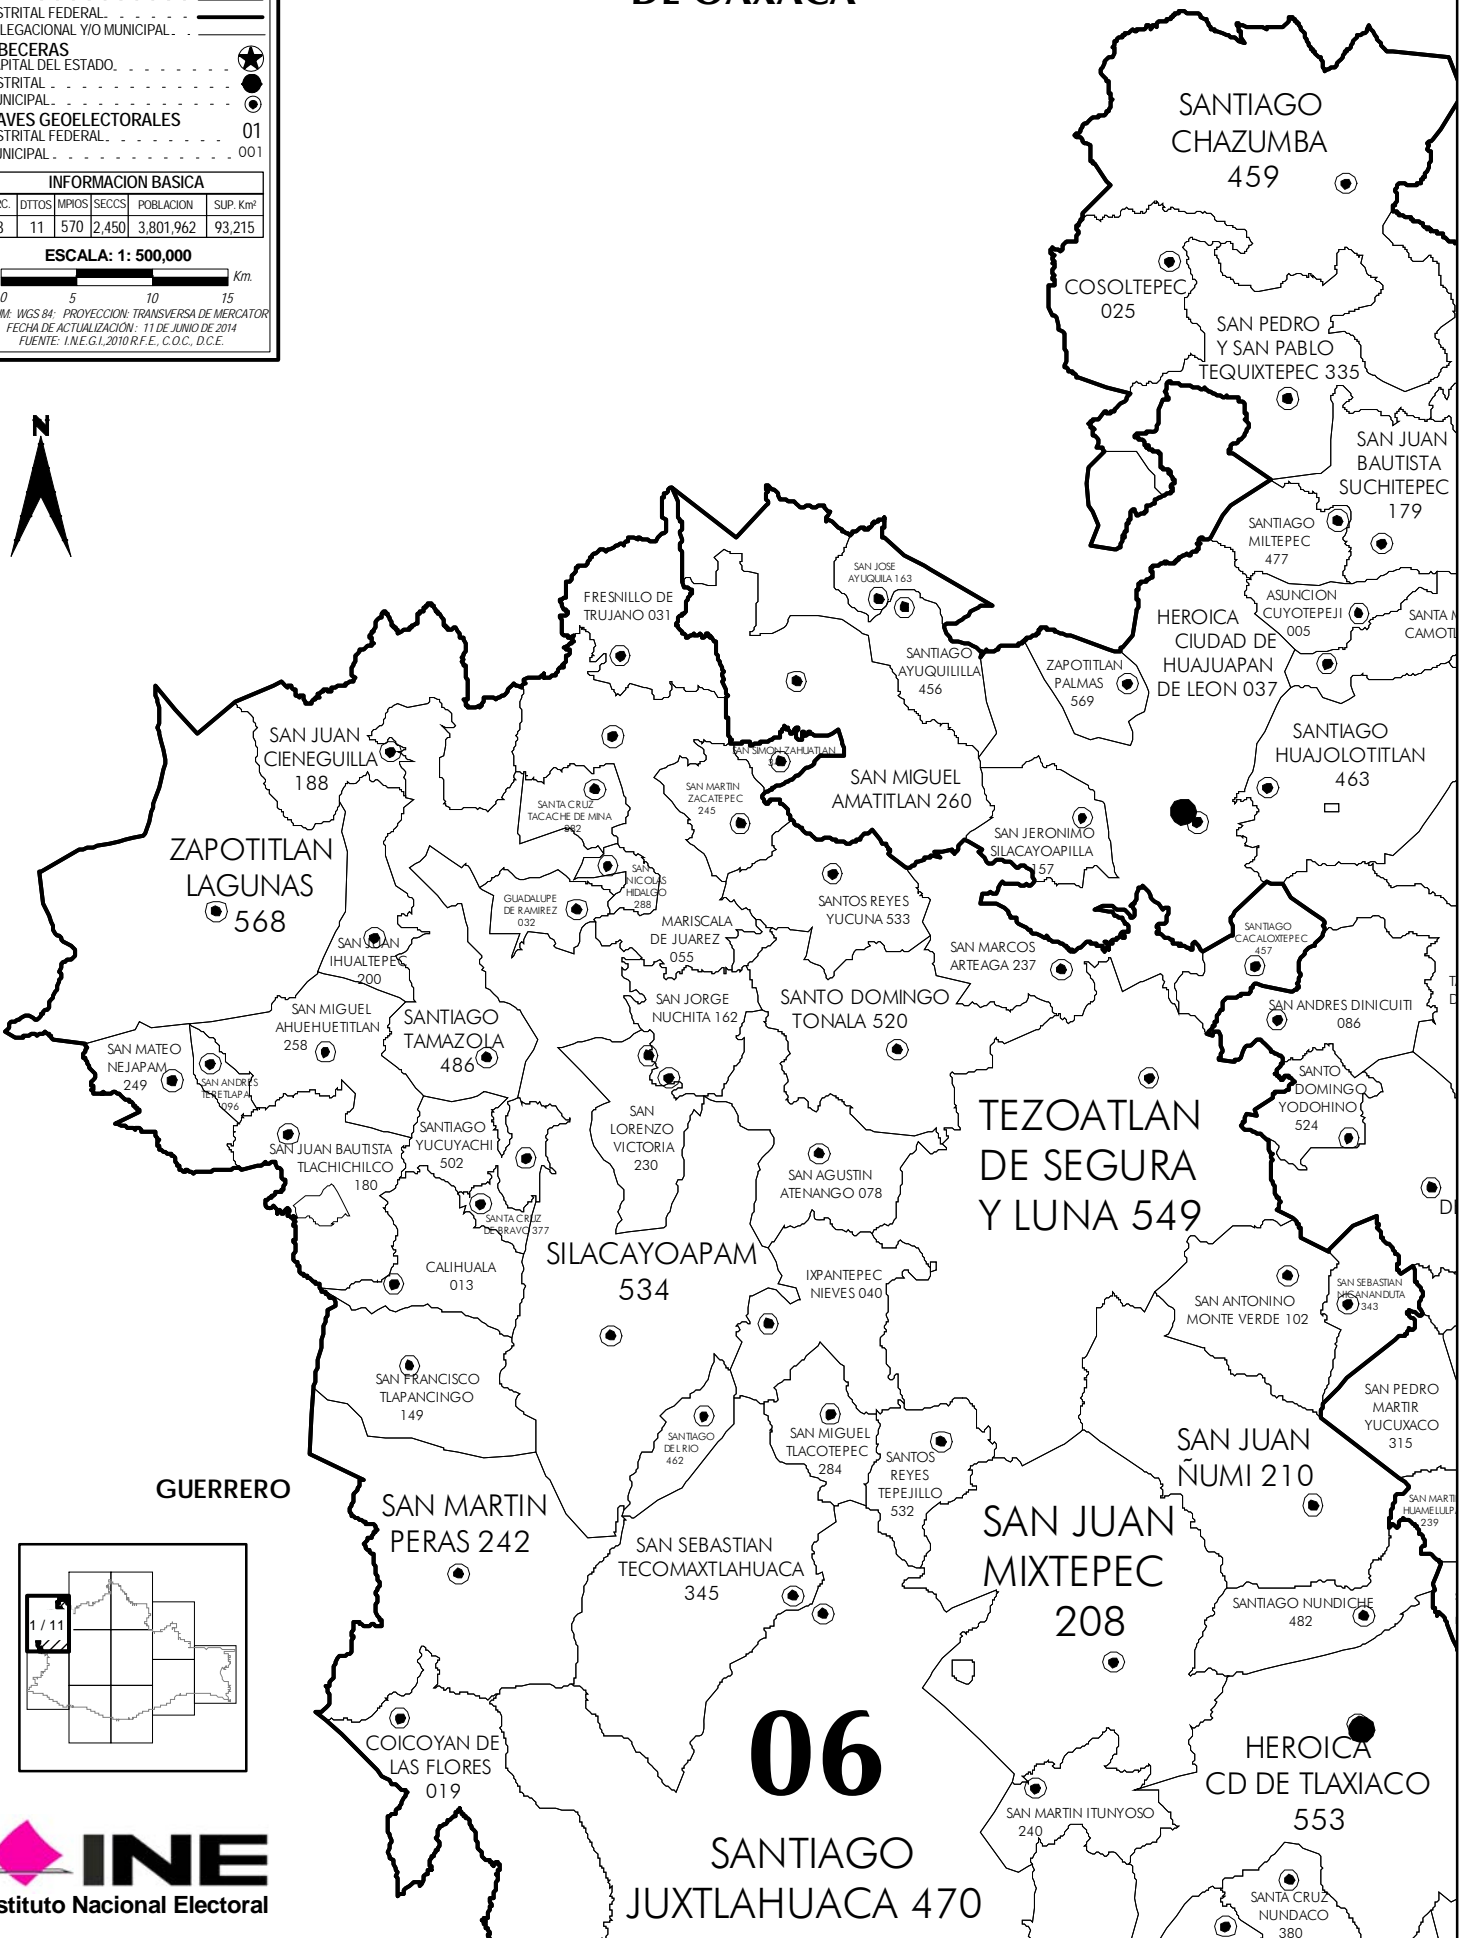 DE OAXACA
STRITAL FEDERAL
LEGACIONAL Y/O MUNICIPAL
BECERAS
PITAL DEL ESTADO
STRITAL
UNICIPAL
AVES GEOELECTORALES
STRITAL FEDERAL 01
UNICIPAL 001
INFORMACION BASICA
C. DTTOS MPIOS SECCS POBLACION SUP. Km²
11 570 2,450 3,801,962 93,215
ESCALA: 1: 500,000
Km.
0 5 10 15
M: WGS 84; PROYECCION: TRANSVERSA DE MERCATOR
FECHA DE ACTUALIZACIÓN : 11 DE JUNIO DE 2014
FUENTE: I.N.E.G.I.,2010 R.F.E., C.O.C., D.C.E.
N
SANTIAGO
CHAZUMBA
459
COSOLTEPEC
025
SAN PEDRO
Y SAN PABLO
TEQUIXTEPEC 335
SAN JUAN
BAUTISTA
SUCHITEPEC
179
SANTIAGO
MILTEPEC
477
ASUNCION
CUYOTEPEJI
005
SANTA M
CAMOTL
HEROICA
CIUDAD DE
HUAJUAPAN
DE LEON 037
SAN JOSE
AYUQUILA 163
FRESNILLO DE
TRUJANO 031
SANTIAGO
AYUQUILILLA
456
ZAPOTITLAN
PALMAS
569
SANTIAGO
HUAJOLOTITLAN
463
SAN JUAN
CIENEGUILLA
188
SAN SIMON ZAHUATLAN
SAN MIGUEL
AMATITLAN 260
SAN MARTIN
ZACATEPEC
245
SANTA CRUZ
TACACHE DE MINA
382
SAN JERONIMO
SILACAYOAPILLA
157
ZAPOTITLAN
LAGUNAS
568
SAN
NICOLAS
HIDALGO
288
GUADALUPE
DE RAMIREZ
032
SANTOS REYES
YUCUNA 533
MARISCALA
DE JUAREZ
055
SAN MARCOS
ARTEAGA 237
SANTIAGO
CACALOXTEPEC
457
SAN JUAN
IHUALTEPEC
200
SAN MIGUEL
AHUEHUETITLAN
258
SANTIAGO
TAMAZOLA
486
SAN JORGE
NUCHITA 162
SANTO DOMINGO
TONALA 520
SAN ANDRES DINICUITI
086
SAN MATEO
NEJAPAM
249
SAN ANDRES
TEPETLAPA
096
SANTO
DOMINGO
YODOHINO
524
SAN JUAN BAUTISTA
TLACHICHILCO
180
SANTIAGO
YUCUYACHI
502
SAN
LORENZO
VICTORIA
230
SAN AGUSTIN
ATENANGO 078
TEZOATLAN
DE SEGURA
Y LUNA 549
SANTA CRUZ
DE BRAVO 377
CALIHUALA
013
SILACAYOAPAM
534
IXPANTEPEC
NIEVES 040
SAN ANTONINO
MONTE VERDE 102
SAN SEBASTIAN
NICANANDUTA
343
SAN FRANCISCO
TLAPANCINGO
149
SAN PEDRO
MARTIR
YUCUXACO
315
SANTIAGO
DEL RIO
462
SAN MIGUEL
TLACOTEPEC
284
SANTOS
REYES
TEPEJILLO
532
SAN JUAN
ÑUMI 210
GUERRERO
SAN MARTIN
PERAS 242
SAN MARTI
HUAMELULP
239
SAN SEBASTIAN
TECOMAXTLAHUACA
345
SAN JUAN
MIXTEPEC
208
SANTIAGO NUNDICHE
482
1 / 11
COICOYAN DE
LAS FLORES
019
06
HEROICA
CD DE TLAXIACO
553
SAN MARTIN ITUNYOSO
240
SANTIAGO
JUXTLAHUACA 470
SANTA CRUZ
NUNDACO
380
INE
stituto Nacional Electoral